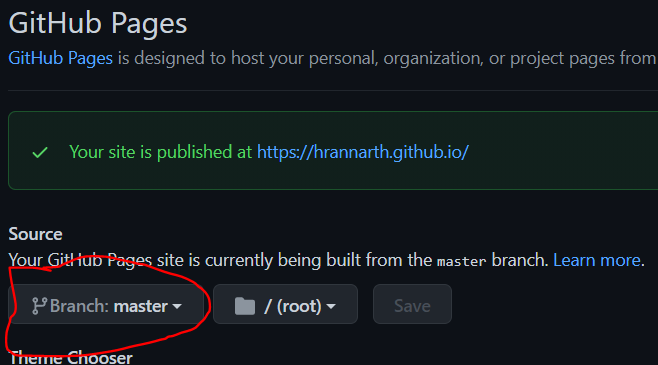 GitHub Pages
GitHub Pages is designed to host your personal, organization, or project pages from
Your site is published at https://hrannarth.github.io/
Source
Your GitHub Pages site is currently being built from the master branch. Learn more.
Branch: master / (root) Save
Theme Chooser